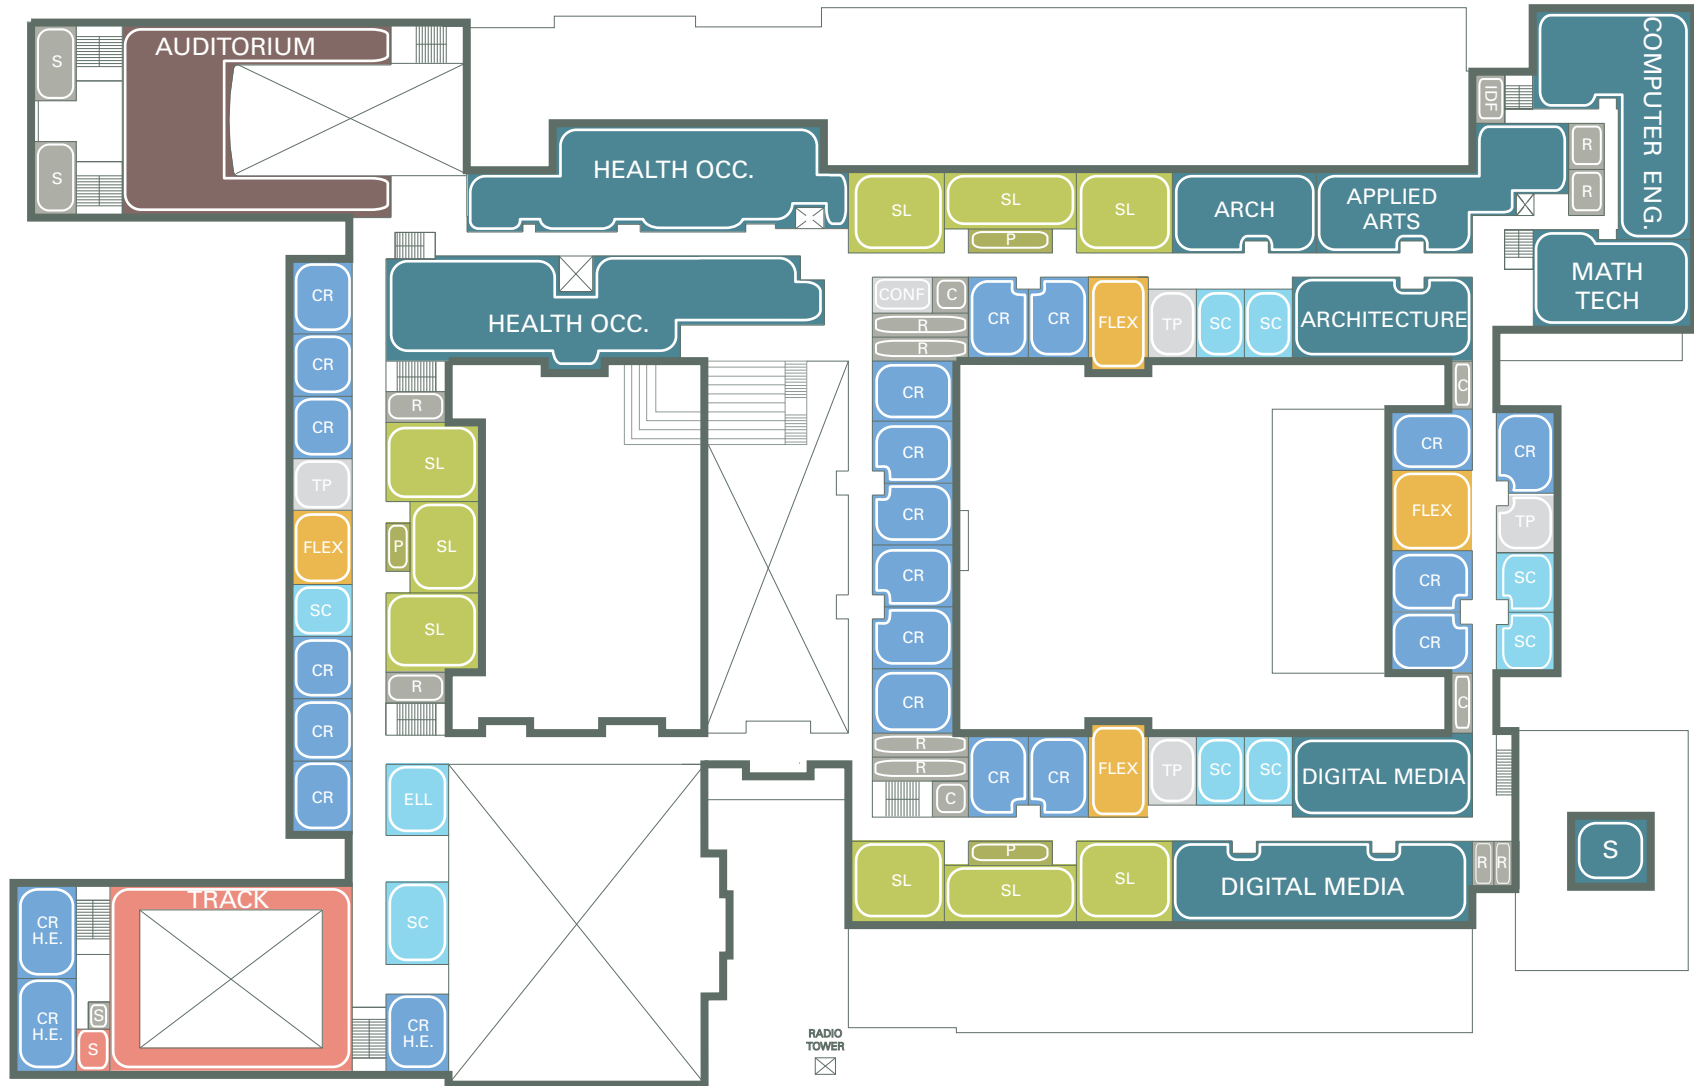 AUDITORIUM
S
S
HEALTH OCC.
SL
SL
SL
P
ARCH
APPLIED
ARTS
IDF
R
R
COMPUTER ENG.
MATH
TECH
HEALTH OCC.
CONF
C
R
R
CR
CR
FLEX
TP
SC
SC
ARCHITECTURE
C
CR
CR
CR
TP
FLEX
SC
CR
CR
CR
R
SL
P
SL
SL
R
CR
CR
CR
CR
CR
CR
CR
FLEX
CR
CR
C
CR
TP
SC
SC
R
R
C
CR
CR
FLEX
TP
SC
SC
DIGITAL MEDIA
ELL
SC
CR
H.E.
P
SL
SL
SL
DIGITAL MEDIA
R
R
S
TRACK
CR
H.E.
CR
H.E.
S
S
RADIO
TOWER